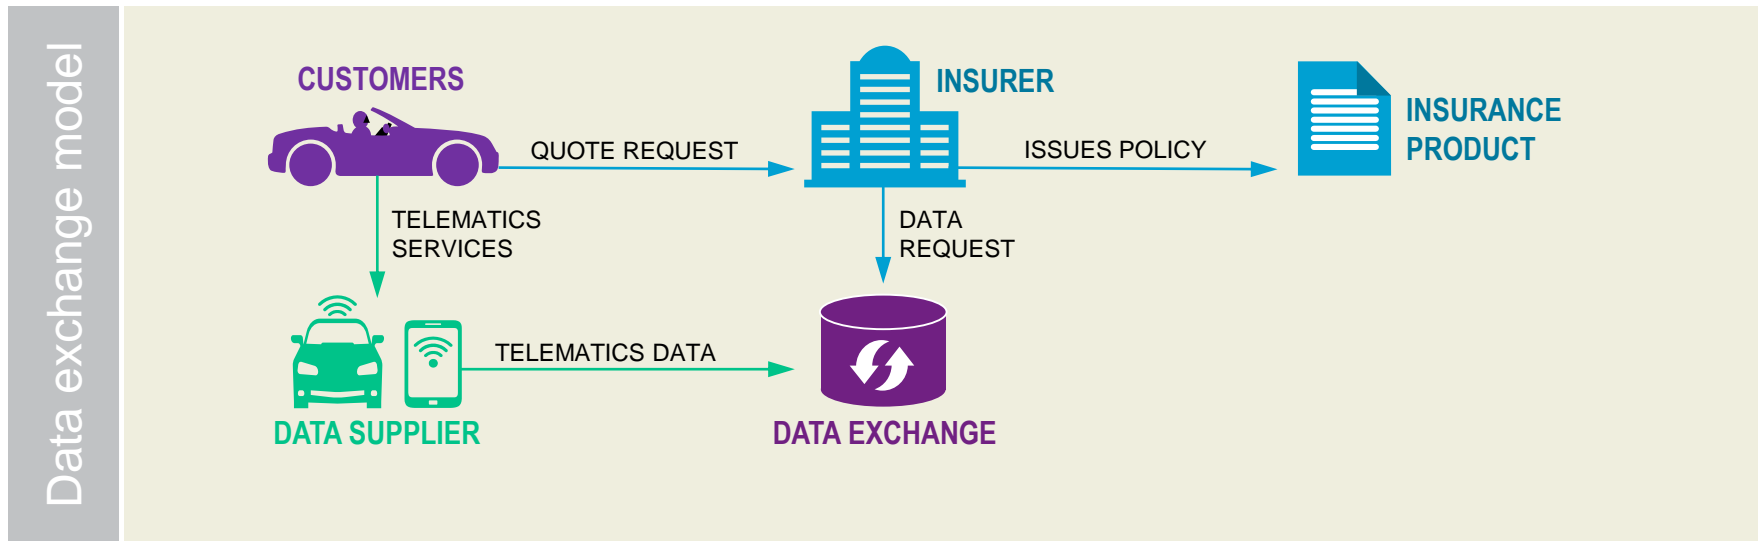 Data exchange model
CUSTOMERS
INSURER
INSURANCE
PRODUCT
QUOTE REQUEST
ISSUES POLICY
TELEMATICS
SERVICES
DATA
REQUEST
TELEMATICS DATA
DATA SUPPLIER
DATA EXCHANGE